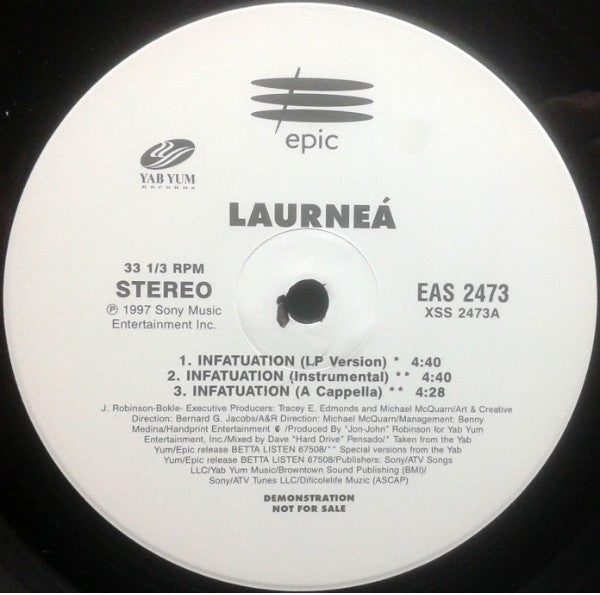 epic
YAB YUM
RECORDS
LAURNEÁ
33 1/3 RPM
STEREO
℗ 1997 Sony Music
Entertainment Inc.
EAS 2473
XSS 2473A
1. INFATUATION (LP Version) * 4:40
2. INFATUATION (Instrumental) ** 4:40
3. INFATUATION (A Cappella) ** 4:28
J. Robinson-Bokle- Executive Producers: Tracey E. Edmonds and Michael McQuarn/Art & Creative
Direction: Bernard G. Jacobs/A&R Direction: Michael McQuarn/Management: Benny
Medina/Handprint Entertainment /Produced By "Jon-John" Robinson for Yab Yum
Entertainment, Inc/Mixed by Dave "Hard Drive" Pensado/* Taken from the Yab
Yum/Epic release BETTA LISTEN 67508/** Special versions from the Yab
Yum/Epic release BETTA LISTEN 67508/Publishers: Sony/ATV Songs
LLC/Yab Yum Music/Browntown Sound Publishing (BMI)/
Sony/ATV Tunes LLC/Dificolelife Muzic (ASCAP)
DEMONSTRATION
NOT FOR SALE